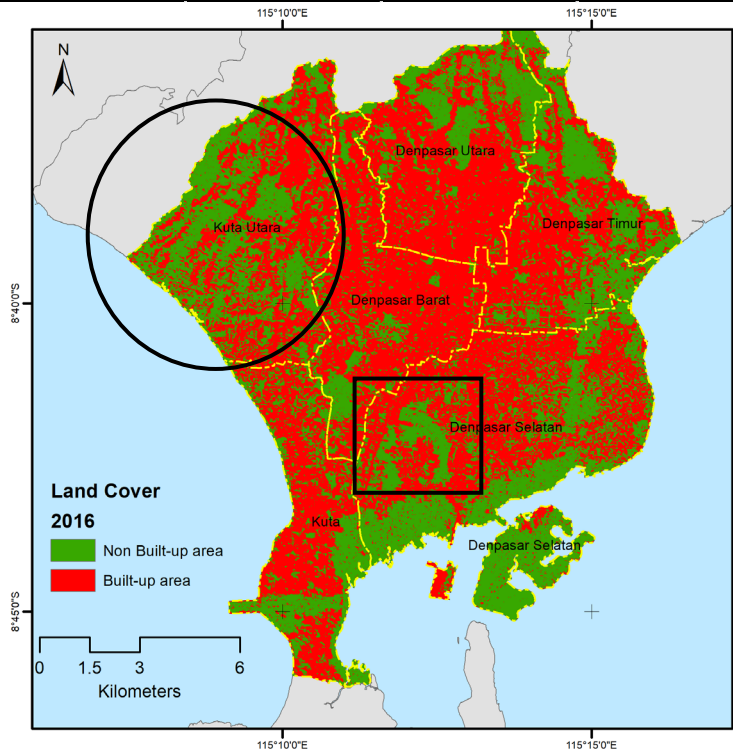 115°10'0"E
115°15'0"E
N
Denpasar Utara
Kuta Utara
Denpasar Timur
8°40'0"S
Denpasar Barat
Denpasar Selatan
Land Cover
2016
Kuta
Non Built-up area
Denpasar Selatan
Built-up area
8°45'0"S
0 1.5 3 6
Kilometers
115°10'0"E
115°15'0"E